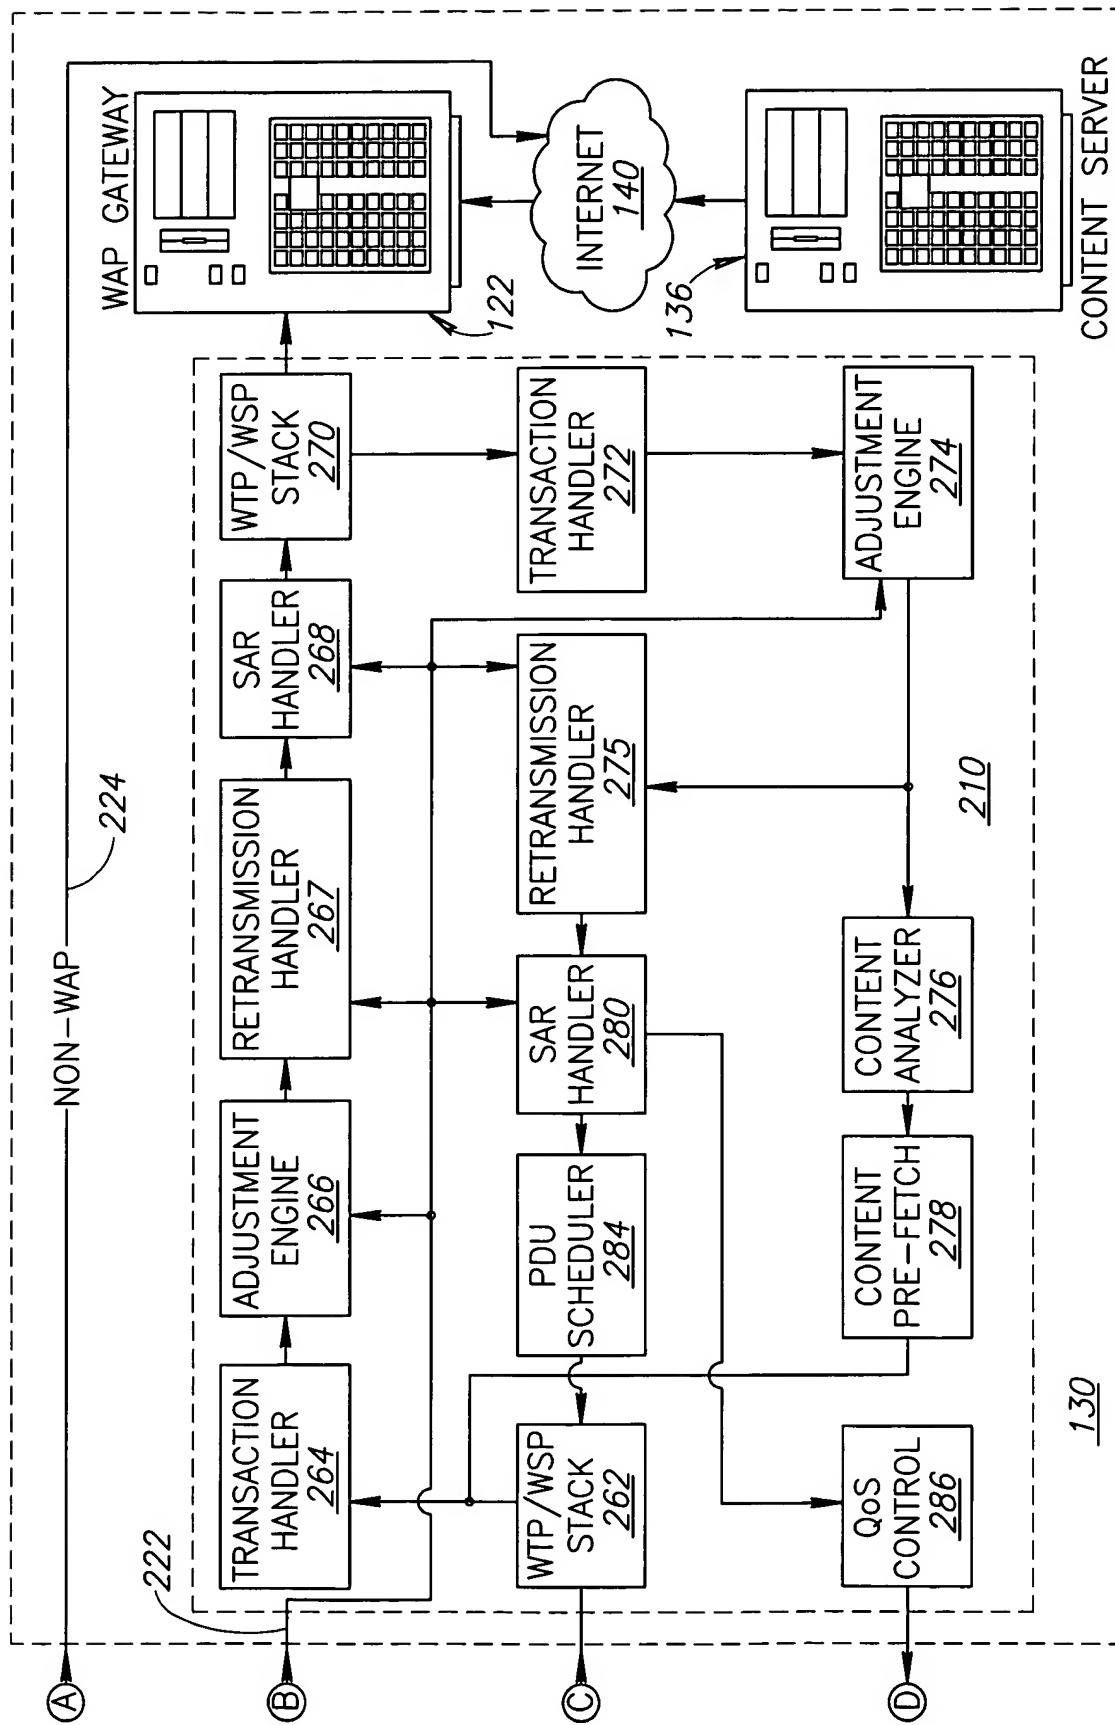 A
NON-WAP
224
WAP GATEWAY
122
B
222
TRANSACTION
HANDLER
264
ADJUSTMENT
ENGINE
266
RETRANSMISSION
HANDLER
267
SAR
HANDLER
268
WTP/WSP
STACK
270
C
WTP/WSP
STACK
262
PDU
SCHEDULER
284
SAR
HANDLER
280
RETRANSMISSION
HANDLER
275
TRANSACTION
HANDLER
272
INTERNET
140
D
QoS
CONTROL
286
CONTENT
PRE-FETCH
278
CONTENT
ANALYZER
276
ADJUSTMENT
ENGINE
274
136
210
130
CONTENT SERVER